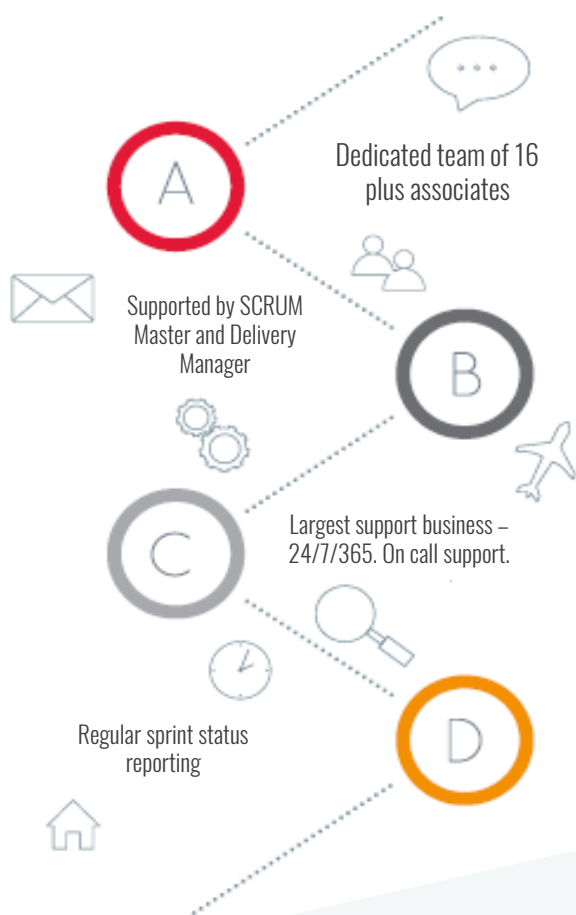 A
Dedicated team of 16
plus associates
Supported by SCRUM
Master and Delivery
Manager
B
C
Largest support business –
24/7/365. On call support.
Regular sprint status
reporting
D